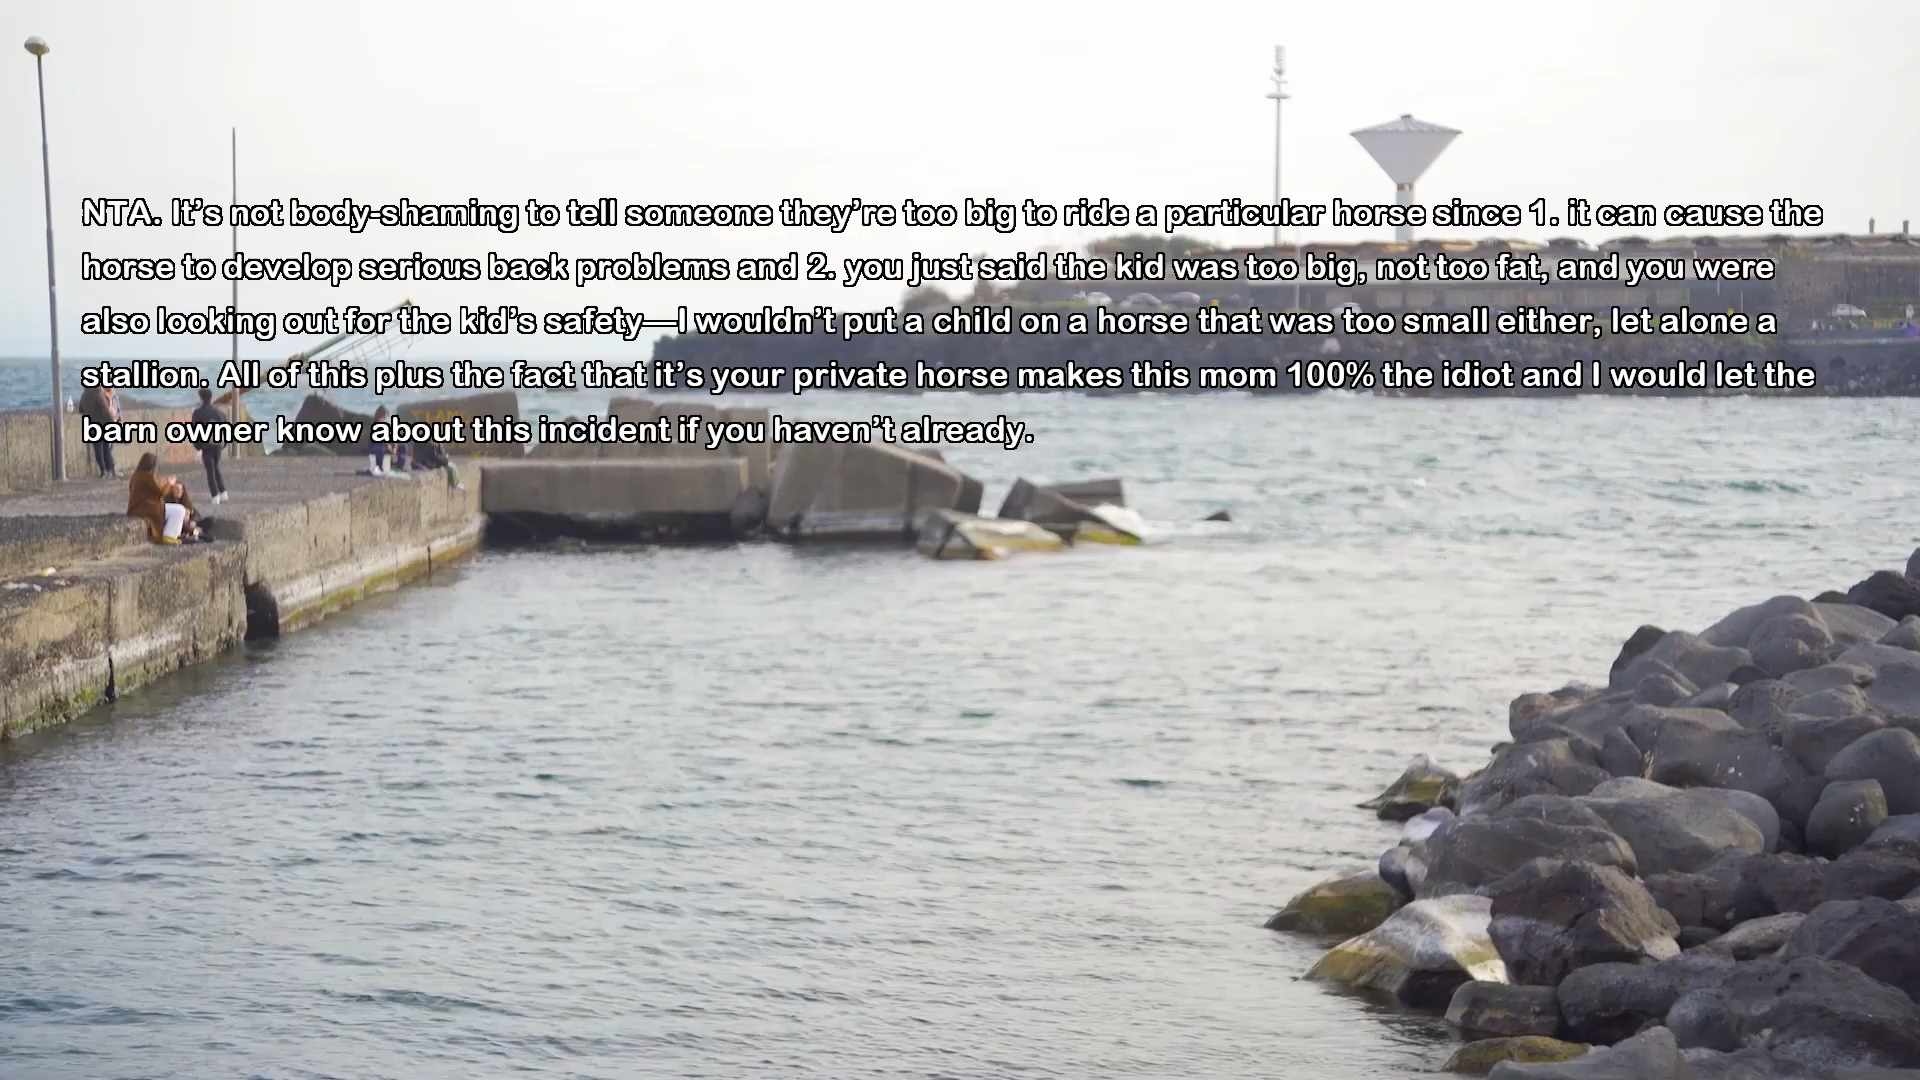 NTA. It’s not body-shaming to tell someone they’re too big to ride a particular horse since 1. it can cause the
horse to develop serious back problems and 2. you just said the kid was too big, not too fat, and you were
also looking out for the kid’s safety—I wouldn’t put a child on a horse that was too small either, let alone a
stallion. All of this plus the fact that it’s your private horse makes this mom 100% the idiot and I would let the
barn owner know about this incident if you haven’t already.